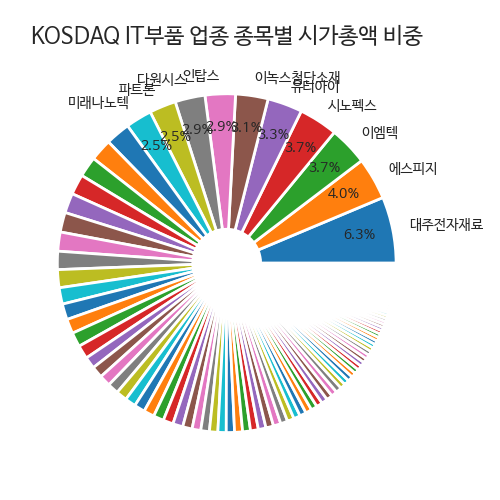 KOSDAQ IT부품 업종 종목별 시가총액 비중
대주전자재료
6.3%
에스피지
4.0%
이엠텍
3.7%
시노펙스
3.7%
뷰티아이
3.3%
이녹스첨단소재
3.1%
인탑스
2.9%
다원시스
2.9%
파트론
2.5%
미래나노텍
2.5%